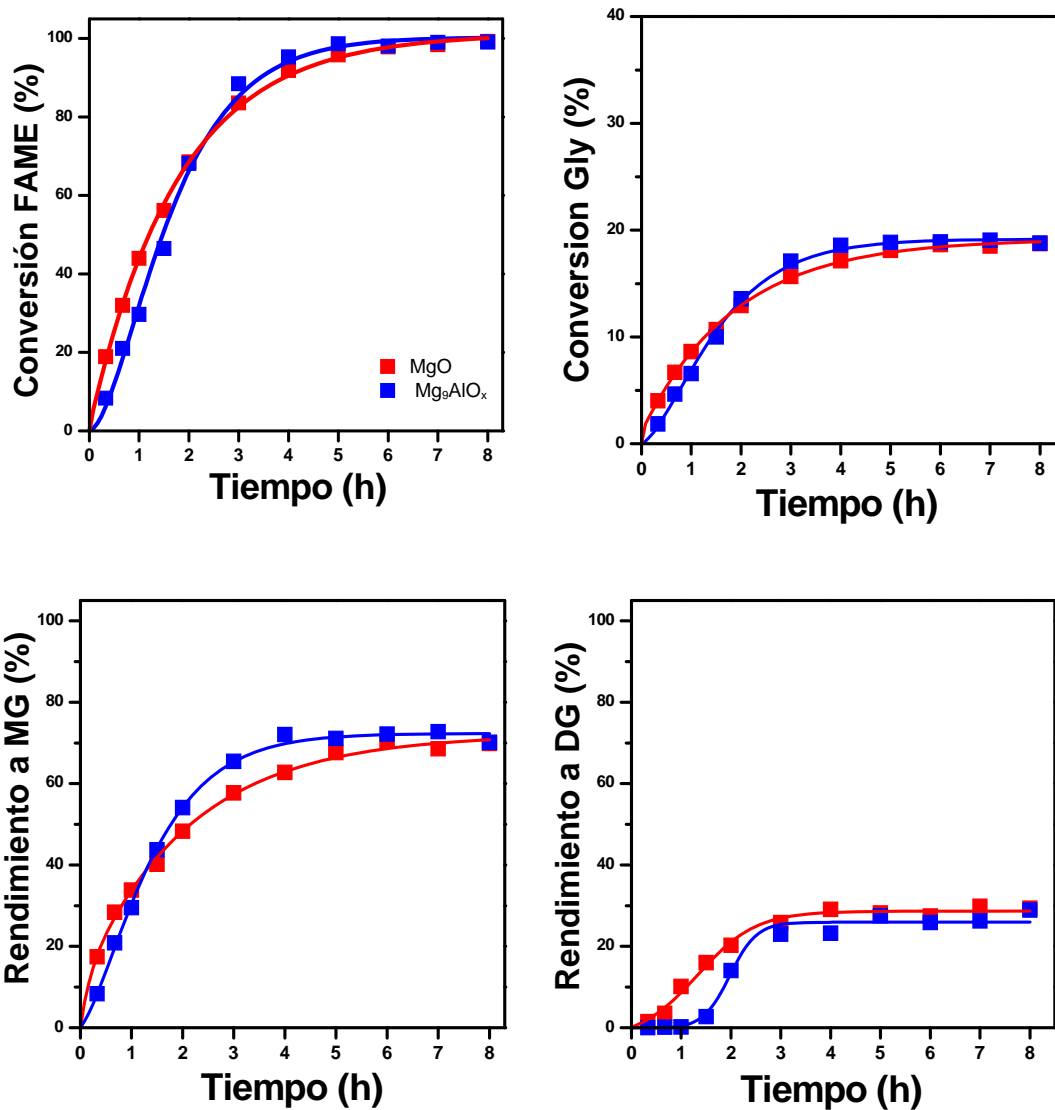 Conversión FAME (%)
100
80
60
40
20
0
0 1 2 3 4 5 6 7 8
Tiempo (h)
MgO
Mg₉AlOₓ
Conversion Gly (%)
40
30
20
10
0
0 1 2 3 4 5 6 7 8
Tiempo (h)
Rendimiento a MG (%)
100
80
60
40
20
0
0 1 2 3 4 5 6 7 8
Tiempo (h)
Rendimiento a DG (%)
100
80
60
40
20
0
0 1 2 3 4 5 6 7 8
Tiempo (h)